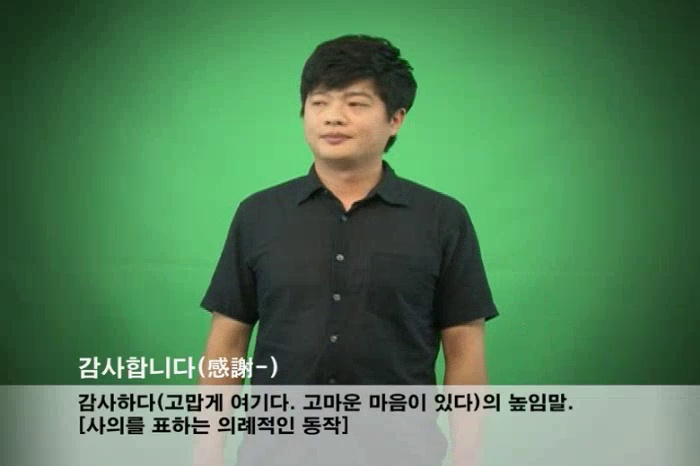 감사합니다(感謝-)
감사하다(고맙게 여기다. 고마운 마음이 있다)의 높임말.
[사의를 표하는 의례적인 동작]